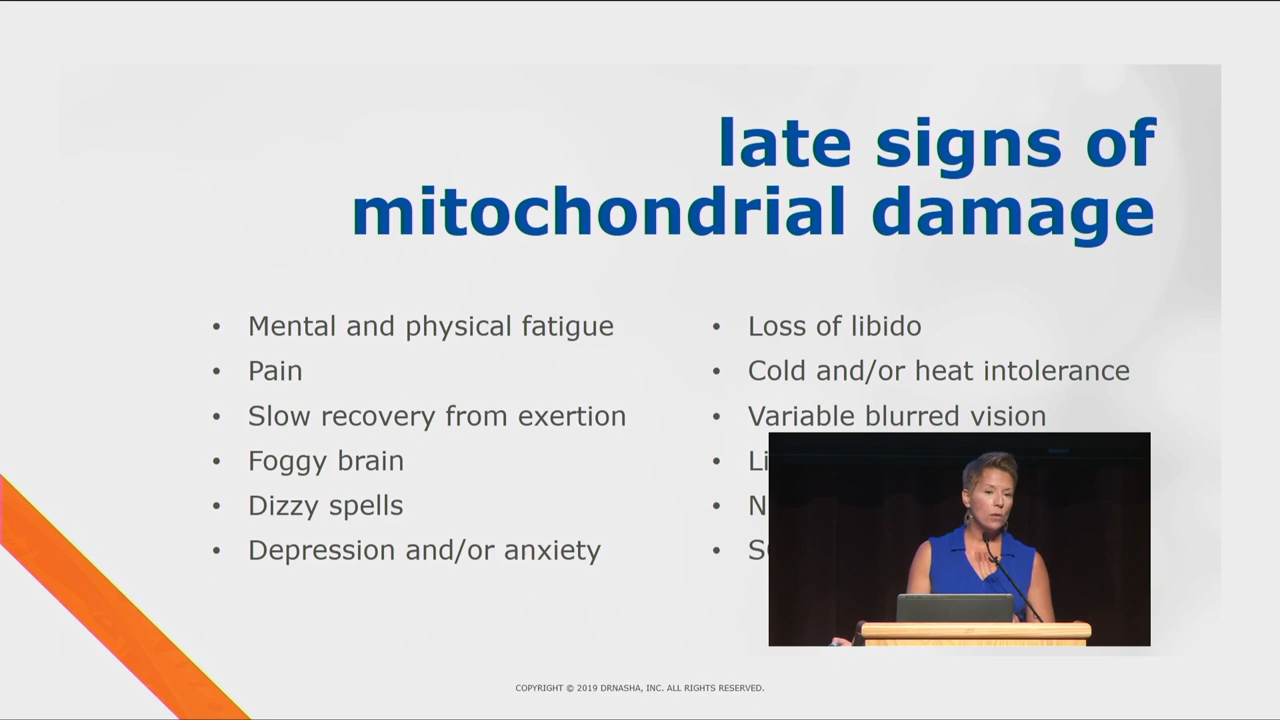 late signs of
mitochondrial damage
• Mental and physical fatigue
• Pain
• Slow recovery from exertion
• Foggy brain
• Dizzy spells
• Depression and/or anxiety
• Loss of libido
• Cold and/or heat intolerance
• Variable blurred vision
COPYRIGHT © 2019 DRNASHA, INC. ALL RIGHTS RESERVED.